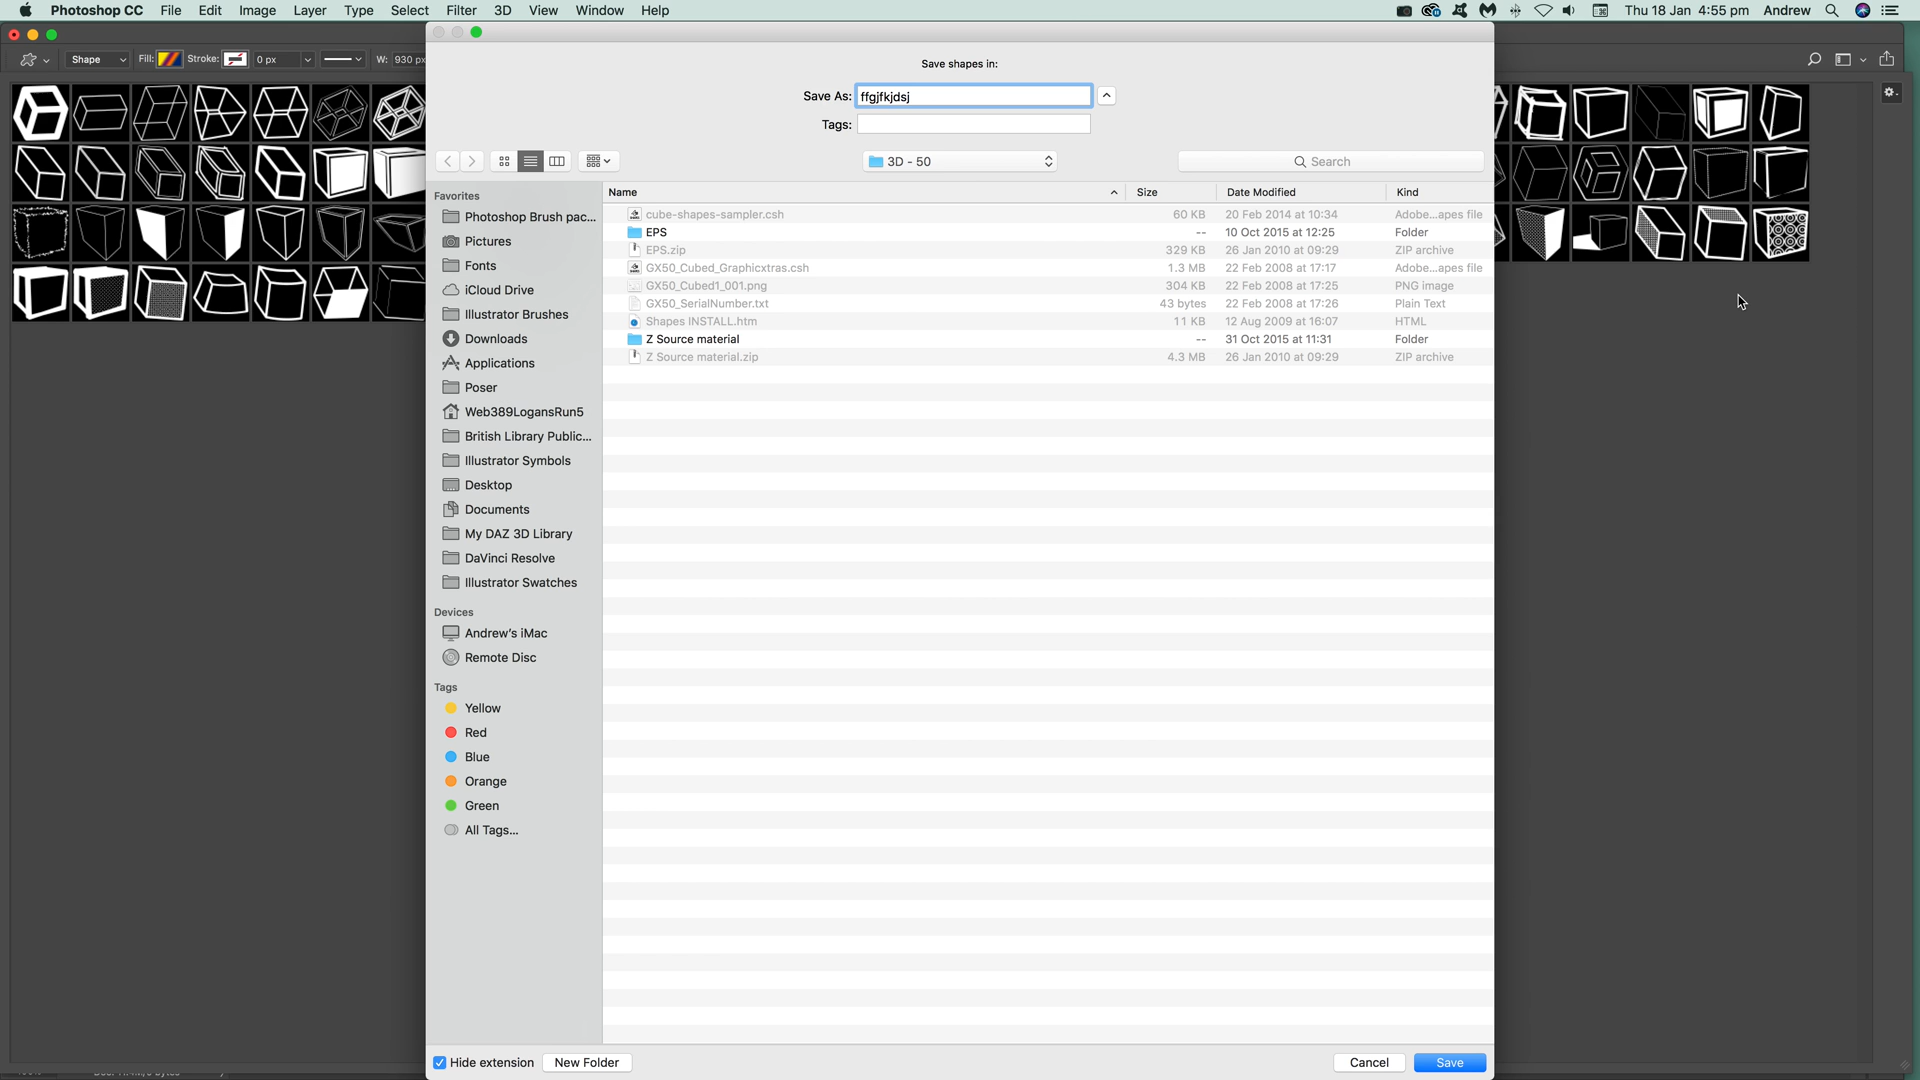 Photoshop CC File Edit Image Layer Type Select Filter 3D View Window Help Thu 18 Jan 4:55 pm Andrew
Shape Fill: Stroke: 0 px W: 930 px
Save shapes in:
Save As: ffgjfkjdsj
Tags:
3D - 50 Search
Favorites
Photoshop Brush pac...
Pictures
Fonts
iCloud Drive
Illustrator Brushes
Downloads
Applications
Poser
Web389LogansRun5
British Library Public...
Illustrator Symbols
Desktop
Documents
My DAZ 3D Library
DaVinci Resolve
Illustrator Swatches
Devices
Andrew's iMac
Remote Disc
Tags
Yellow
Red
Blue
Orange
Green
All Tags...
Name Size Date Modified Kind
cube-shapes-sampler.csh 60 KB 20 Feb 2014 at 10:34 Adobe...apes file
EPS -- 10 Oct 2015 at 12:25 Folder
EPS.zip 329 KB 26 Jan 2010 at 09:29 ZIP archive
GX50_Cubed_Graphicxtras.csh 1.3 MB 22 Feb 2008 at 17:17 Adobe...apes file
GX50_Cubed1_001.png 304 KB 22 Feb 2008 at 17:25 PNG image
GX50_SerialNumber.txt 43 bytes 22 Feb 2008 at 17:26 Plain Text
Shapes INSTALL.htm 11 KB 12 Aug 2009 at 16:07 HTML
Z Source material -- 31 Oct 2015 at 11:31 Folder
Z Source material.zip 4.3 MB 26 Jan 2010 at 09:29 ZIP archive
Hide extension New Folder Cancel Save